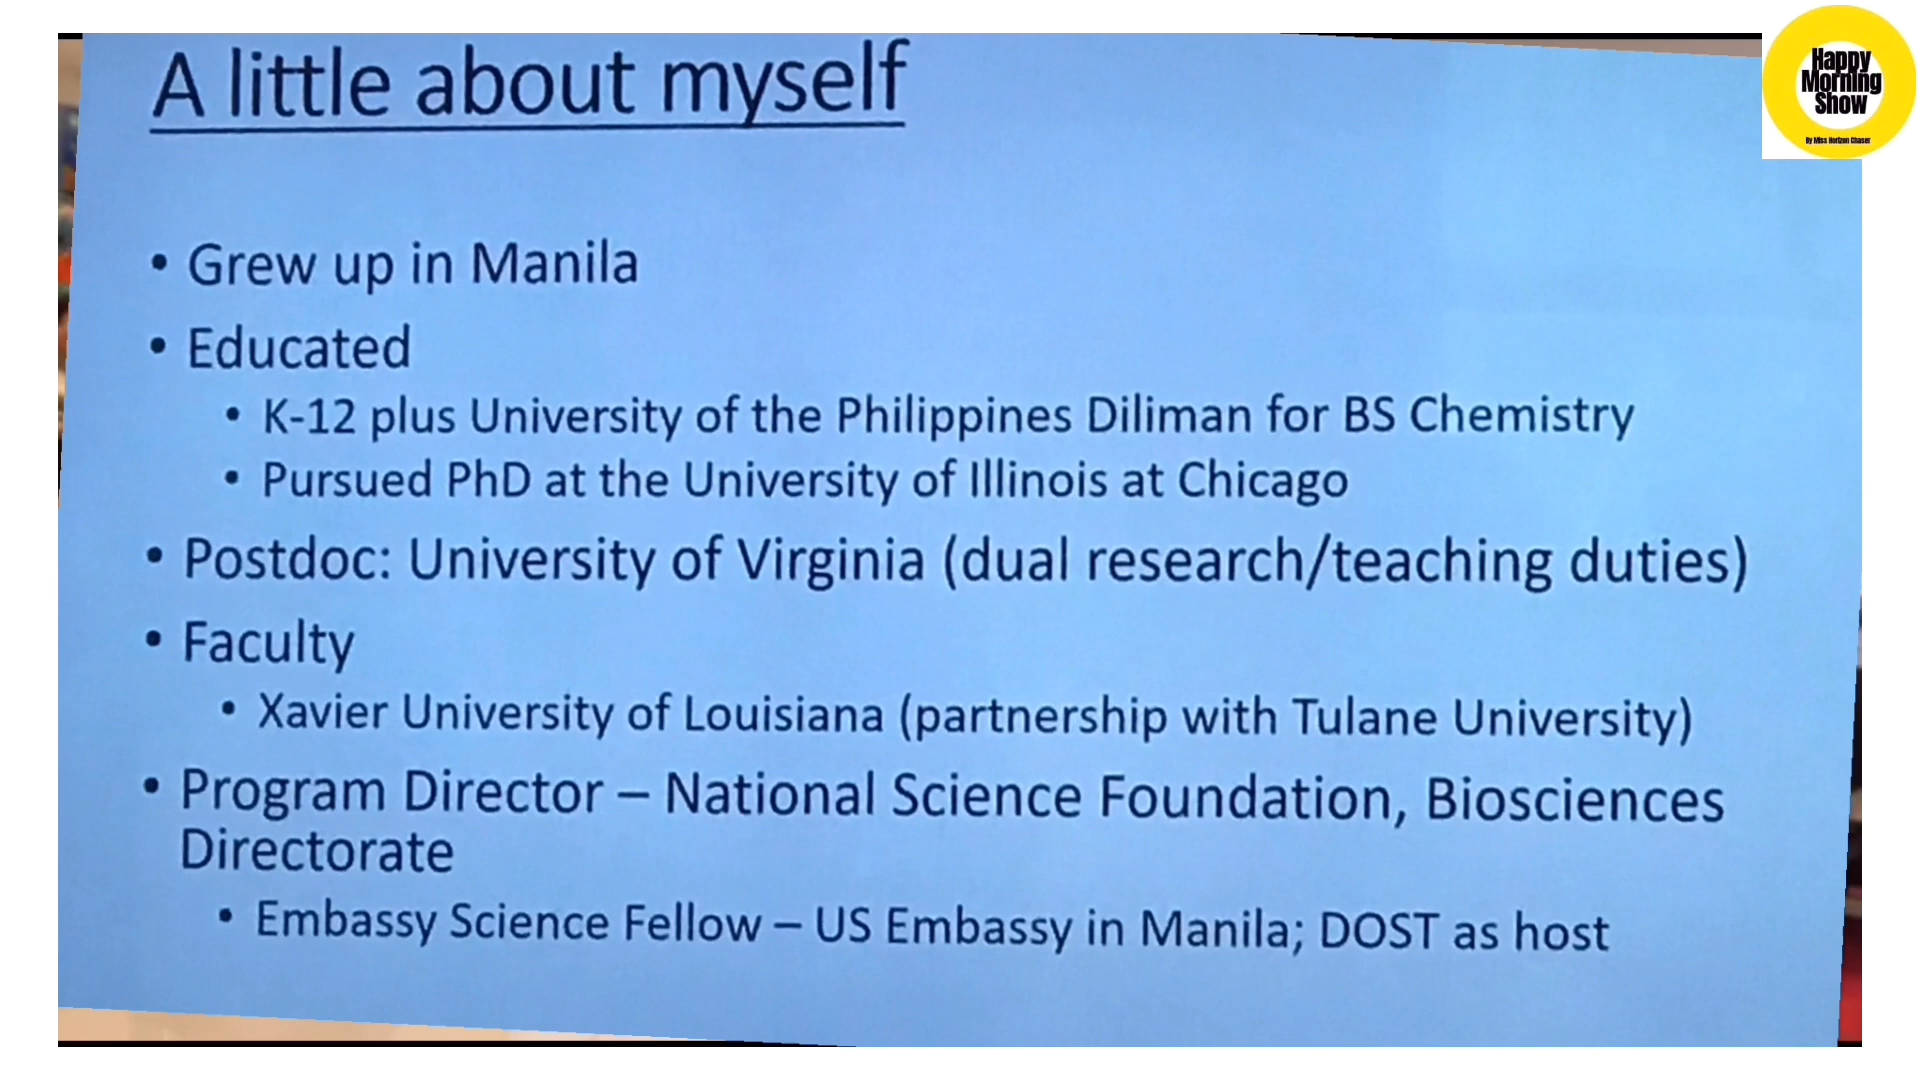 A little about myself
Happy
Morning
Show
By Miss Horizon Chaser
• Grew up in Manila
• Educated
• K-12 plus University of the Philippines Diliman for BS Chemistry
• Pursued PhD at the University of Illinois at Chicago
• Postdoc: University of Virginia (dual research/teaching duties)
• Faculty
• Xavier University of Louisiana (partnership with Tulane University)
• Program Director – National Science Foundation, Biosciences
Directorate
• Embassy Science Fellow – US Embassy in Manila; DOST as host